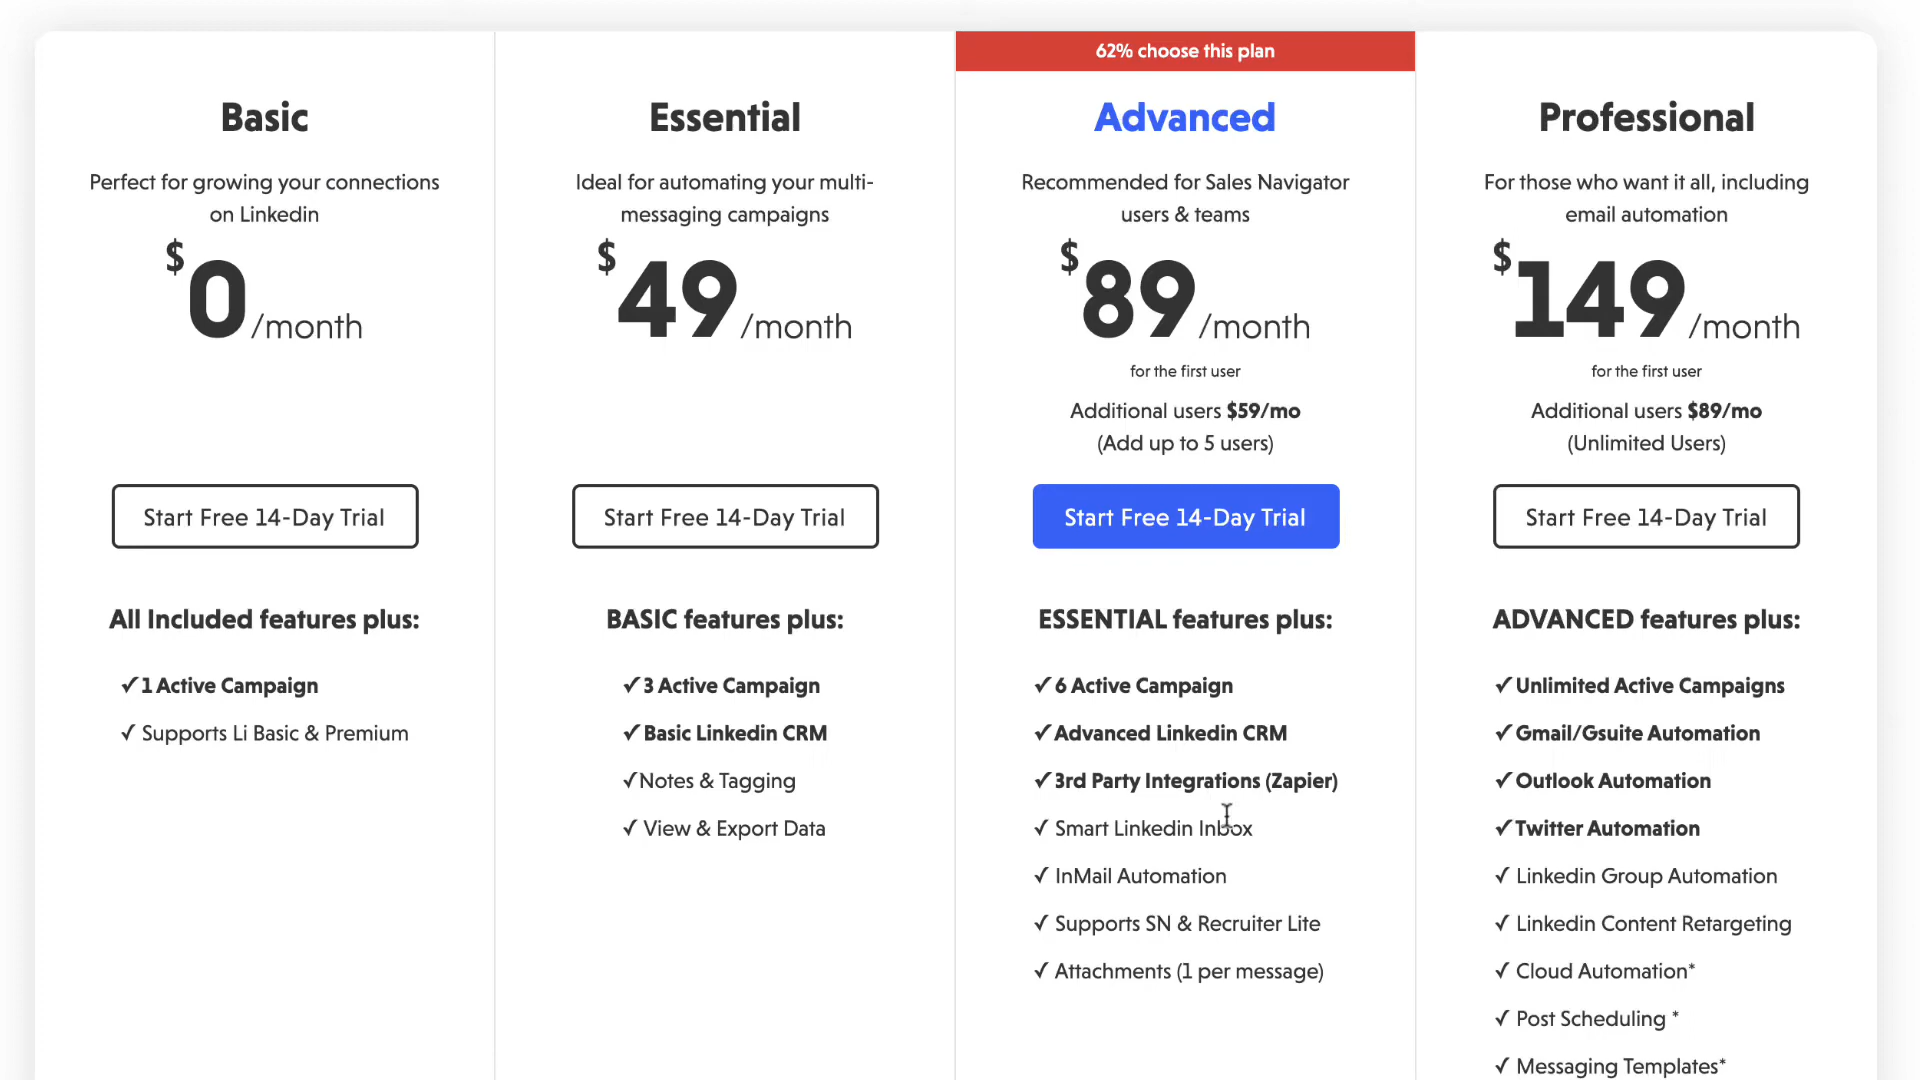 62% choose this plan
Basic
Perfect for growing your connections
on Linkedin
$0/month
Start Free 14-Day Trial
All Included features plus:
✓1 Active Campaign
✓ Supports Li Basic & Premium
Essential
Ideal for automating your multi-
messaging campaigns
$49/month
Start Free 14-Day Trial
BASIC features plus:
✓3 Active Campaign
✓Basic Linkedin CRM
✓Notes & Tagging
✓ View & Export Data
Advanced
Recommended for Sales Navigator
users & teams
$89/month
for the first user
Additional users $59/mo
(Add up to 5 users)
Start Free 14-Day Trial
ESSENTIAL features plus:
✓6 Active Campaign
✓Advanced Linkedin CRM
✓3rd Party Integrations (Zapier)
✓ Smart Linkedin Inbox
✓ InMail Automation
✓ Supports SN & Recruiter Lite
✓ Attachments (1 per message)
Professional
For those who want it all, including
email automation
$149/month
for the first user
Additional users $89/mo
(Unlimited Users)
Start Free 14-Day Trial
ADVANCED features plus:
✓Unlimited Active Campaigns
✓Gmail/Gsuite Automation
✓Outlook Automation
✓Twitter Automation
✓ Linkedin Group Automation
✓ Linkedin Content Retargeting
✓ Cloud Automation*
✓ Post Scheduling *
✓ Messaging Templates*